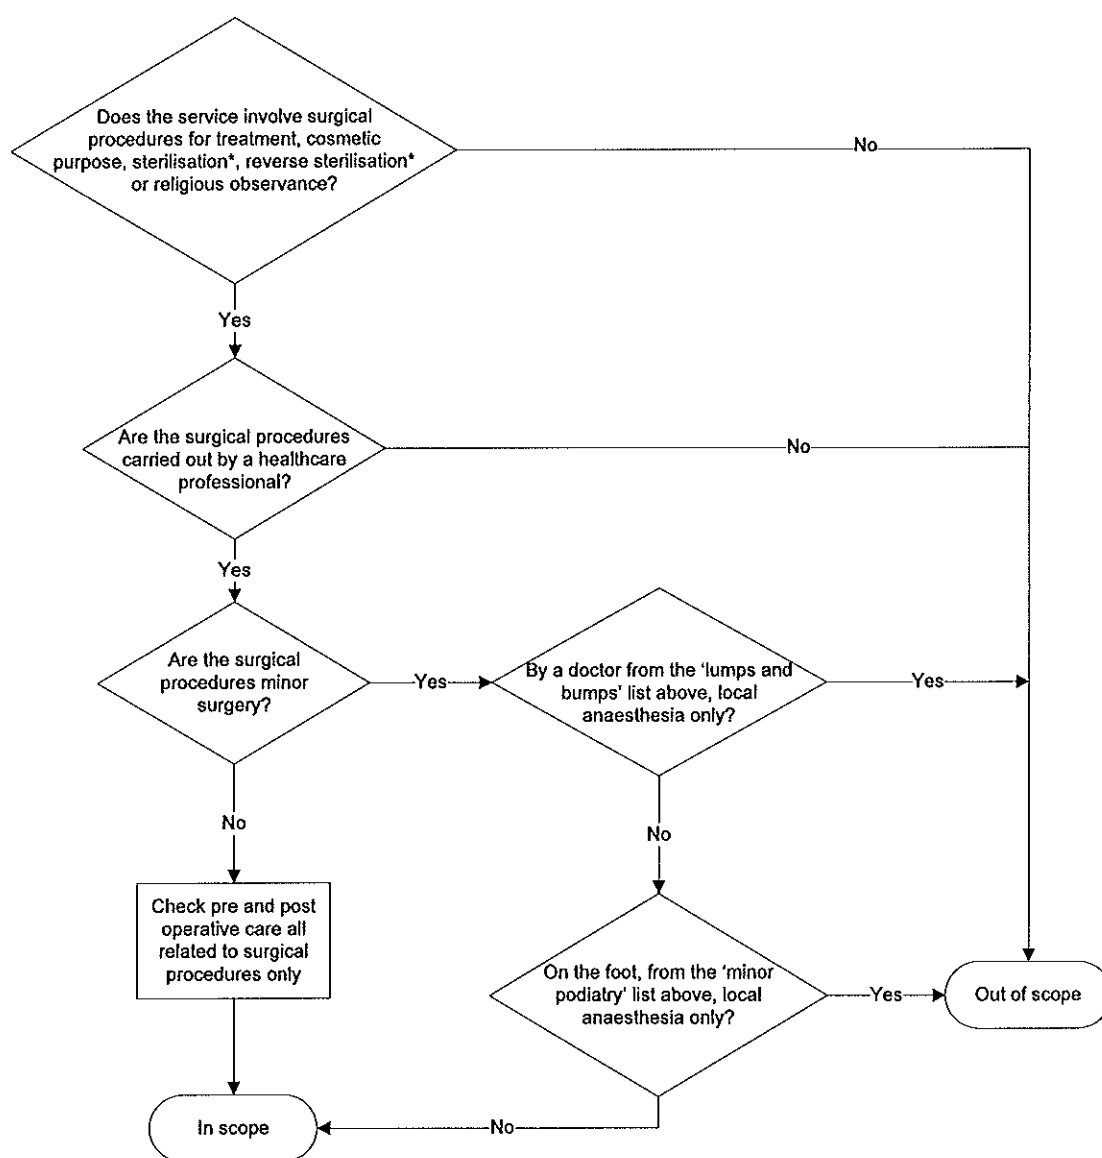 Does the service involve surgical
procedures for treatment, cosmetic
purpose, sterilisation*, reverse sterilisation*
or religious observance?
No
Yes
Are the surgical procedures
carried out by a healthcare
professional?
No
Yes
Are the surgical
procedures minor
surgery?
Yes
By a doctor from the 'lumps and
bumps' list above, local
anaesthesia only?
Yes
No
No
Check pre and post
operative care all
related to surgical
procedures only
On the foot, from the 'minor
podiatry' list above, local
anaesthesia only?
Yes
Out of scope
In scope
No